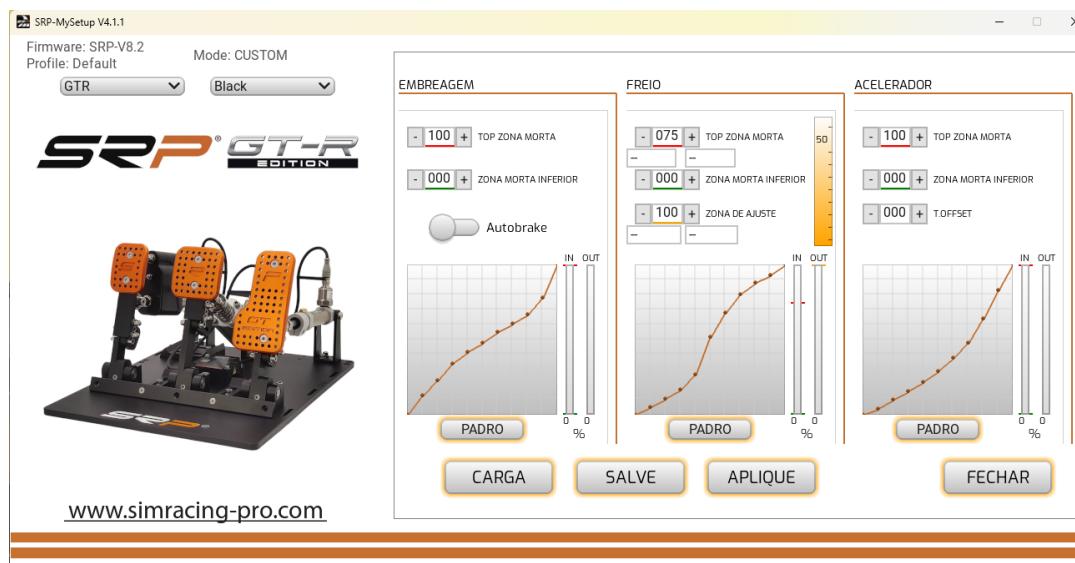 SRP-MySetup V4.1.1
Firmware: SRP-V8.2
Profile: Default
Mode: CUSTOM
GTR
Black
SRP® GT-R
EDITION
www.simracing-pro.com
EMBREAGEM
- 100 + TOP ZONA MORTA
- 000 + ZONA MORTA INFERIOR
Autobrake
IN OUT
0 0
%
PADRO
FREIO
- 075 + TOP ZONA MORTA
-- --
- 000 + ZONA MORTA INFERIOR
- 100 + ZONA DE AJUSTE
-- --
50
IN OUT
0 0
%
PADRO
ACELERADOR
- 100 + TOP ZONA MORTA
- 000 + ZONA MORTA INFERIOR
- 000 + T.OFFSET
IN OUT
0 0
%
PADRO
CARGA
SALVE
APLIQUE
FECHAR